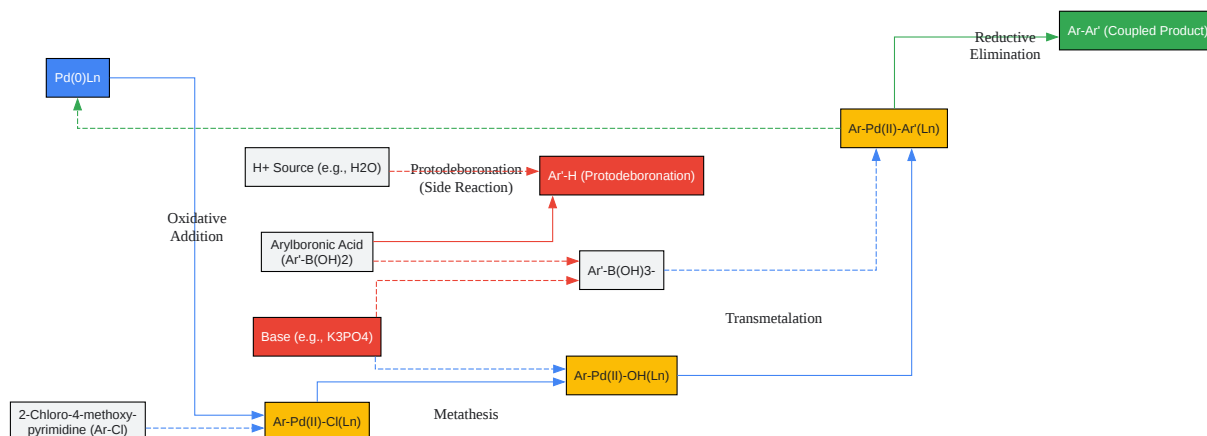 Reductive
Elimination
Ar-Ar' (Coupled Product)
Pd(0)Ln
Ar-Pd(II)-Ar'(Ln)
H+ Source (e.g., H2O)
Protodeboronation
(Side Reaction)
Ar'-H (Protodeboronation)
Oxidative
Addition
Arylboronic Acid
(Ar'-B(OH)2)
Ar'-B(OH)3-
Transmetalation
Base (e.g., K3PO4)
Ar-Pd(II)-OH(Ln)
2-Chloro-4-methoxy-
pyrimidine (Ar-Cl)
Ar-Pd(II)-Cl(Ln)
Metathesis